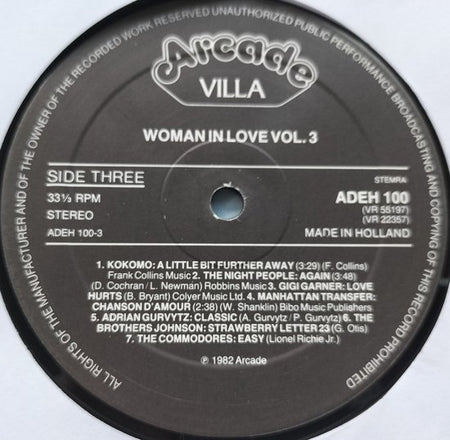 ALL RIGHTS OF THE MANUFACTURER AND OF THE OWNER OF THE RECORDED WORK RESERVED UNAUTHORIZED PUBLIC PERFORMANCE BROADCASTING AND COPYING OF THIS RECORD PROHIBITED
Arcade
VILLA
WOMAN IN LOVE VOL. 3
SIDE THREE
33⅓ RPM
STEREO
ADEH 100-3
STEMRA
ADEH 100
(VR 55197)
(VR 22357)
MADE IN HOLLAND
1. KOKOMO: A LITTLE BIT FURTHER AWAY (3:29) (F. Collins)
Frank Collins Music 2. THE NIGHT PEOPLE: AGAIN (3:48)
(D. Cochran / L. Newman) Robbins Music 3. GIGI GARNER: LOVE
HURTS (B. Bryant) Colyer Music Ltd. 4. MANHATTAN TRANSFER:
CHANSON D'AMOUR (2:38) (W. Shanklin) Bibo Music Publishers
5. ADRIAN GURVYTZ: CLASSIC (A. Gurvytz / P. Gurvytz) 6. THE
BROTHERS JOHNSON: STRAWBERRY LETTER 23 (G. Otis)
7. THE COMMODORES: EASY (Lionel Richie Jr.)
℗ 1982 Arcade